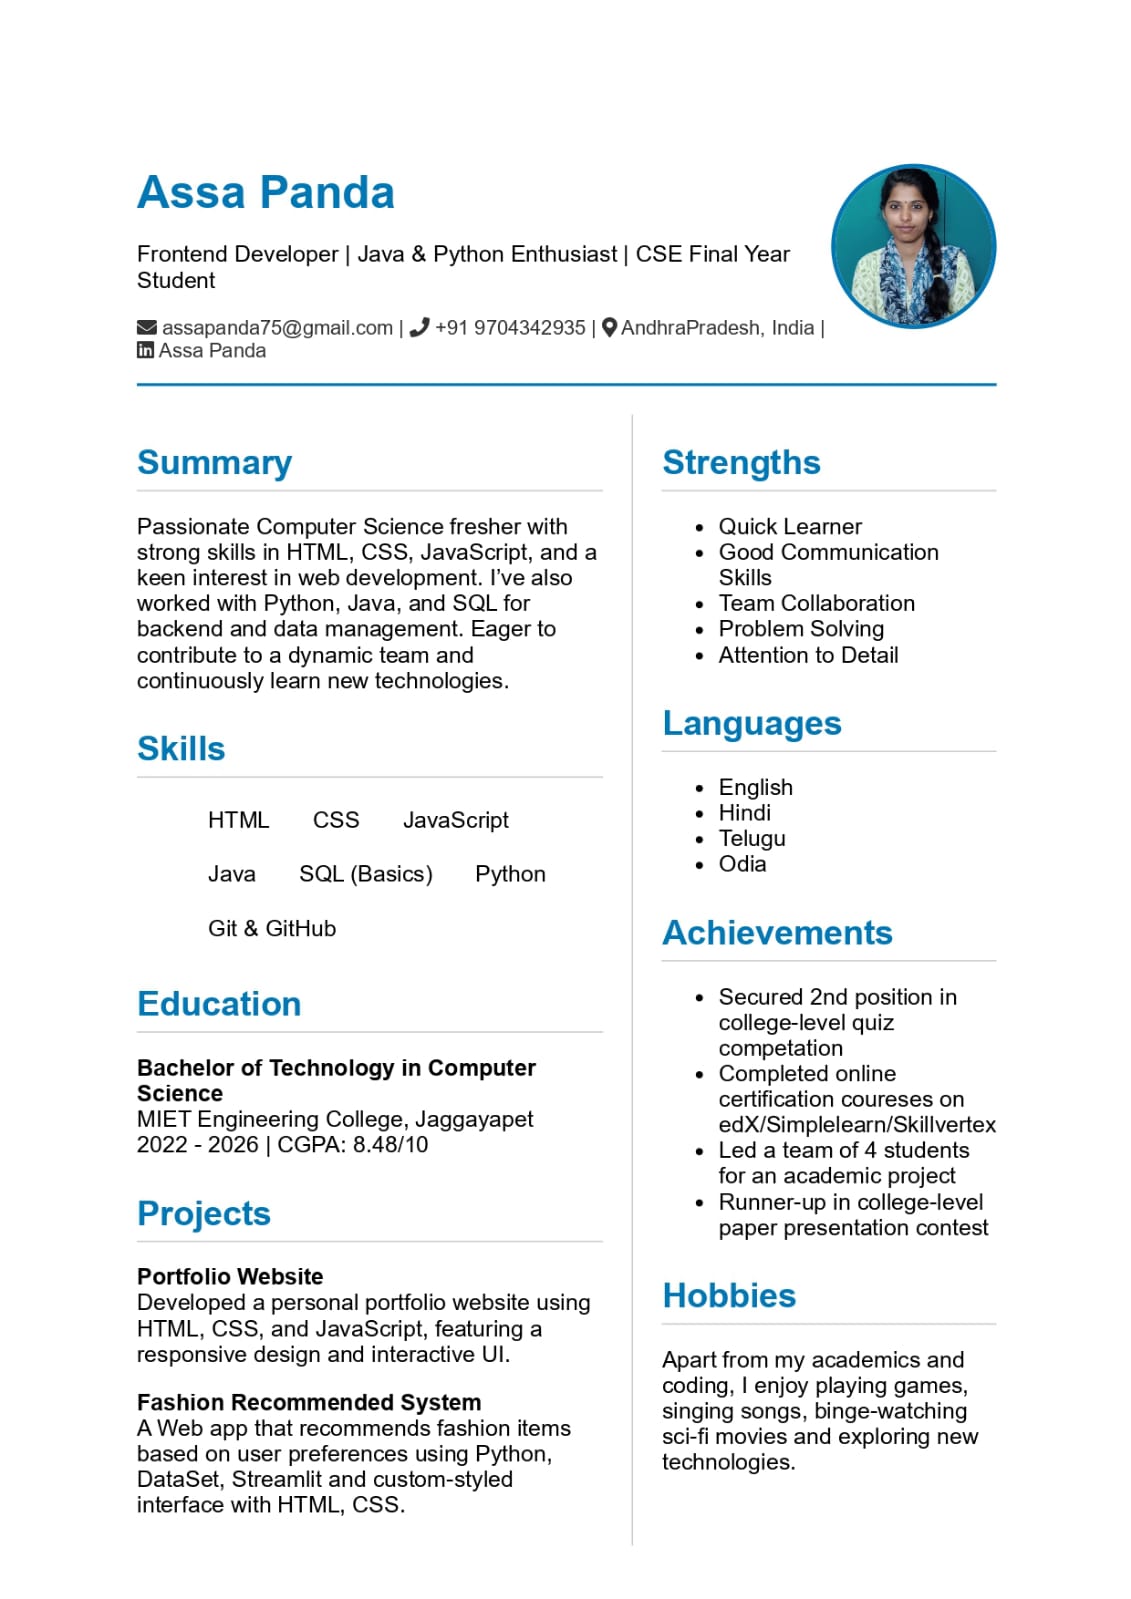 Assa Panda
Frontend Developer | Java & Python Enthusiast | CSE Final Year
Student
assapanda75@gmail.com | +91 9704342935 | AndhraPradesh, India |
Assa Panda
Summary
Passionate Computer Science fresher with
strong skills in HTML, CSS, JavaScript, and a
keen interest in web development. I’ve also
worked with Python, Java, and SQL for
backend and data management. Eager to
contribute to a dynamic team and
continuously learn new technologies.
Skills
HTML CSS JavaScript
Java SQL (Basics) Python
Git & GitHub
Education
Bachelor of Technology in Computer
Science
MIET Engineering College, Jaggayapet
2022 - 2026 | CGPA: 8.48/10
Projects
Portfolio Website
Developed a personal portfolio website using
HTML, CSS, and JavaScript, featuring a
responsive design and interactive UI.
Fashion Recommended System
A Web app that recommends fashion items
based on user preferences using Python,
DataSet, Streamlit and custom-styled
interface with HTML, CSS.
Strengths
• Quick Learner
• Good Communication
Skills
• Team Collaboration
• Problem Solving
• Attention to Detail
Languages
• English
• Hindi
• Telugu
• Odia
Achievements
• Secured 2nd position in
college-level quiz
competation
• Completed online
certification coureses on
edX/Simplelearn/Skillvertex
• Led a team of 4 students
for an academic project
• Runner-up in college-level
paper presentation contest
Hobbies
Apart from my academics and
coding, I enjoy playing games,
singing songs, binge-watching
sci-fi movies and exploring new
technologies.